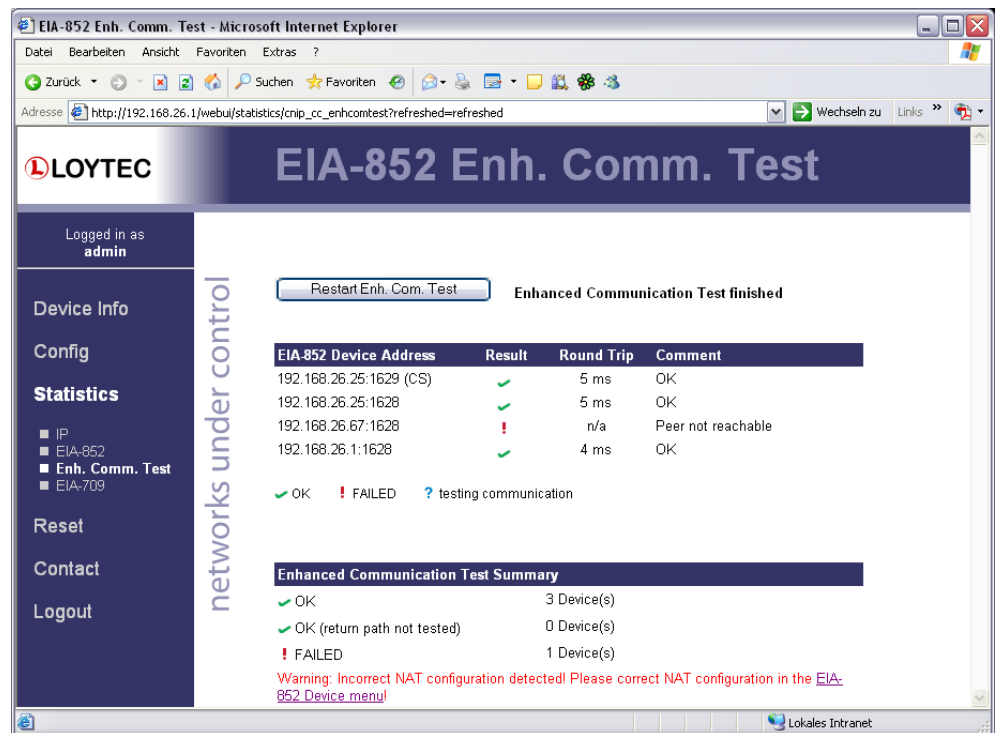 EIA-852 Enh. Comm. Test - Microsoft Internet Explorer
Datei Bearbeiten Ansicht Favoriten Extras ?
Zurück Suchen Favoriten
Adresse http://192.168.26.1/webui/statistics/cnip_cc_enhcomtest?refreshed=refreshed Wechseln zu Links »
LOYTEC
EIA-852 Enh. Comm. Test
Logged in as
admin
Device Info
Config
Statistics
IP
EIA-852
Enh. Comm. Test
EIA-709
Reset
Contact
Logout
networks under control
Restart Enh. Com. Test Enhanced Communication Test finished
EIA-852 Device Address Result Round Trip Comment
192.168.26.25:1629 (CS) 5 ms OK
192.168.26.25:1628 5 ms OK
192.168.26.67:1628 ! n/a Peer not reachable
192.168.26.1:1628 4 ms OK
OK ! FAILED ? testing communication
Enhanced Communication Test Summary
OK 3 Device(s)
OK (return path not tested) 0 Device(s)
! FAILED 1 Device(s)
Warning: Incorrect NAT configuration detected! Please correct NAT configuration in the EIA-
852 Device menu!
Lokales Intranet